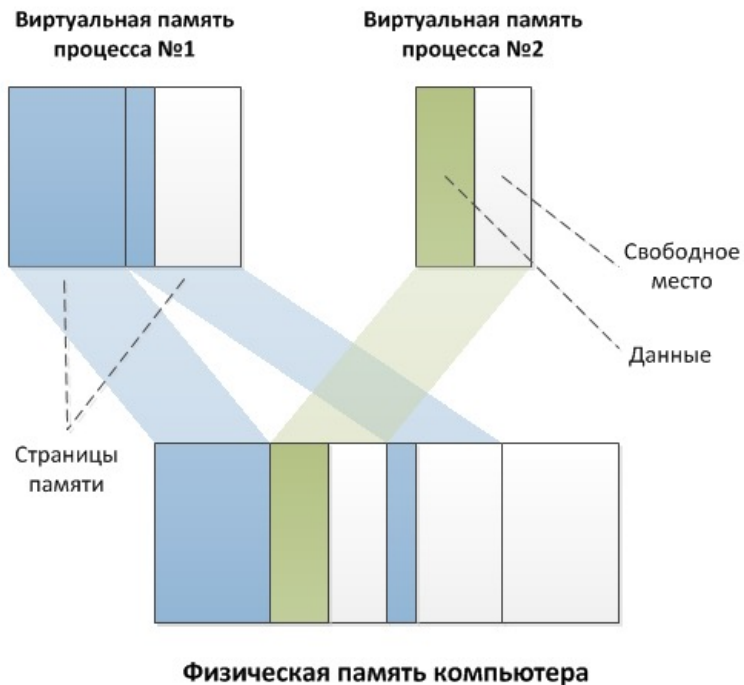 Виртуальная память
процесса №1
Виртуальная память
процесса №2
Свободное
место
Данные
Страницы
памяти
Физическая память компьютера